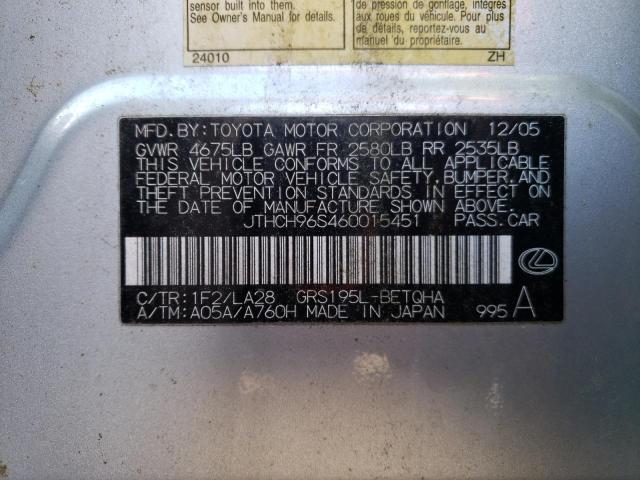 sensor built into them.
See Owner's Manual for details.
de pression de gonflage, intégrés
aux roues du véhicule. Pour plus
de détails, reportez-vous au
manuel du propriétaire.
24010 ZH
MFD.BY:TOYOTA MOTOR CORPORATION 12/05
GVWR 4675LB GAWR FR 2580LB RR 2535LB
THIS VEHICLE CONFORMS TO ALL APPLICABLE
FEDERAL MOTOR VEHICLE SAFETY,BUMPER,AND
THEFT PREVENTION STANDARDS IN EFFECT ON
THE DATE OF MANUFACTURE SHOWN ABOVE.
JTHCH96S460015451 PASS.CAR
C/TR:1F2/LA28 GRS195L-BETQHA
A/TM:A05A/A760H MADE IN JAPAN 995 A